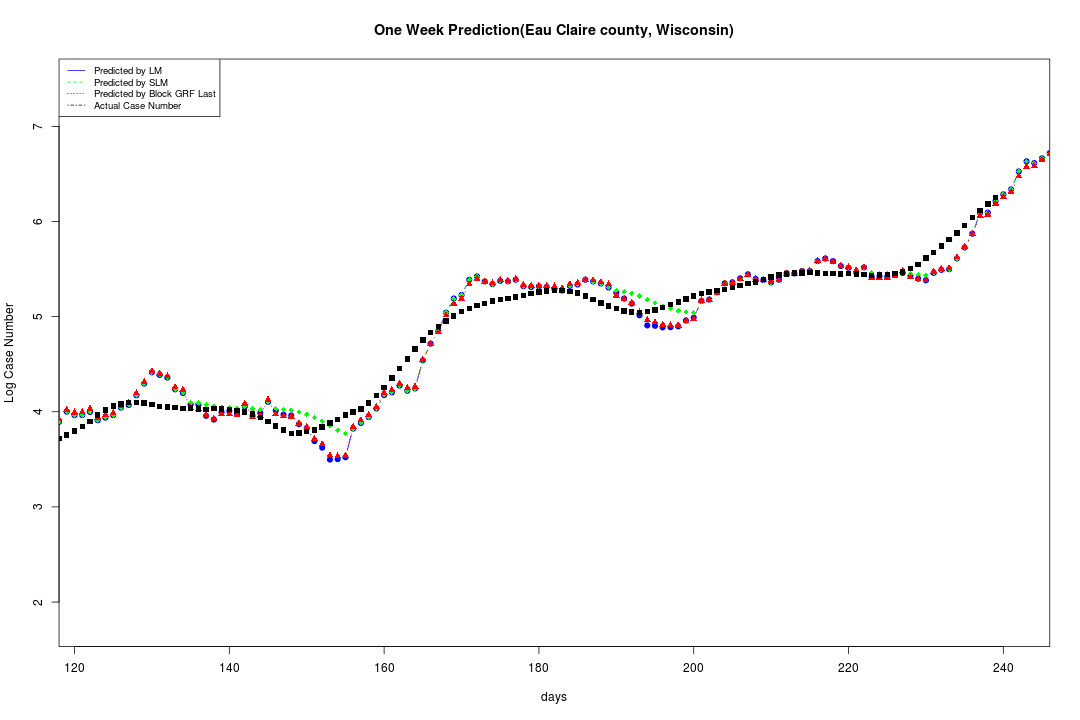 One Week Prediction(Eau Claire county, Wisconsin)
Predicted by LM
Predicted by SLM
Predicted by Block GRF Last
Actual Case Number
Log Case Number
7
6
5
4
3
2
120 140 160 180 200 220 240
days